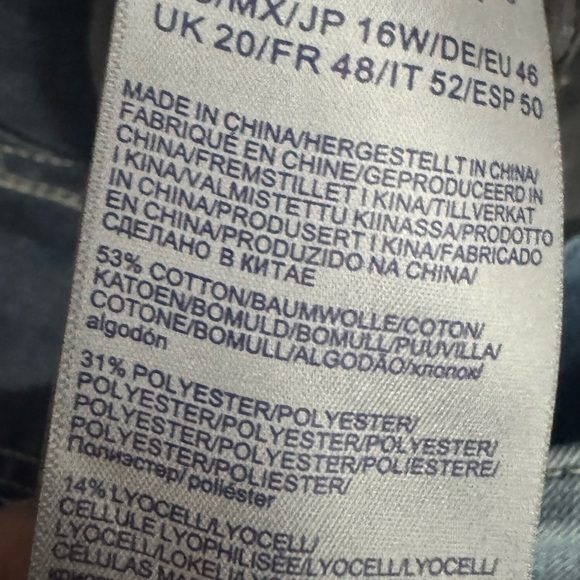 /MX/JP 16W/DE/EU 46
UK 20/FR 48/IT 52/ESP 50
MADE IN CHINA/HERGESTELLT IN CHINA/
FABRIQUÉ EN CHINE/GEPRODUCEERD IN
CHINA/FREMSTILLET I KINA/TILLVERKAT
I KINA/VALMISTETTU KIINASSA/PRODOTTO
IN CHINA/PRODUSERT I KINA/FABRICADO
EN CHINA/PRODUZIDO NA CHINA/
СДЕЛАНО В КИТАЕ
53% COTTON/BAUMWOLLE/COTON/
KATOEN/BOMULD/BOMULL/PUUVILLA/
COTONE/BOMULL/ALGODÃO/хлопок/
algodón
31% POLYESTER/POLYESTER/
POLYESTER/POLYESTER/POLYESTER/
POLYESTER/POLYESTER/POLIESTERE/
POLYESTER/POLIESTER/
Полиэстер/ poliéster
14% LYOCELL/LYOCELL/
CELLULE LYOPHILISÉE/LYOCELL/LYOCELL/
LYOCELL/LOKELI/
CÉLULAS